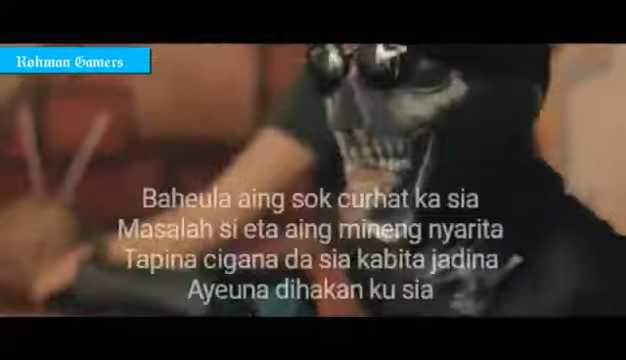 Rohman Gamers
Baheula aing sok curhat ka sia
Masalah si eta aing mineng nyarita
Tapina cigana da sia kabita jadina
Ayeuna dihakan ku sia